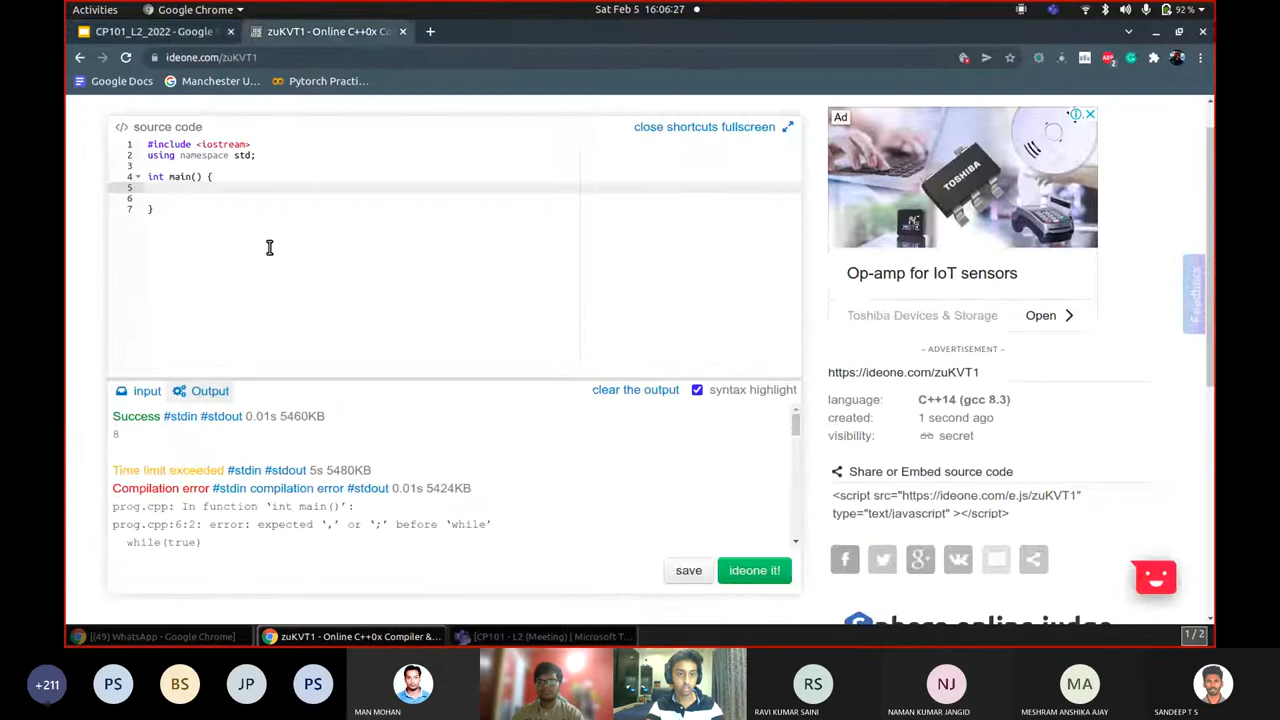 Activities
Google Chrome
Sat Feb 5 16:06:27
92 %
CP101_L2_2022 - Google
zuKVT1 - Online C++0x Co
ideone.com/zuKVT1
Google Docs
Manchester U...
Pytorch Practi...
</> source code
close shortcuts fullscreen
1 #include <iostream>
2 using namespace std;
3
4 int main() {
5
6
7 }
Ad
TOSHIBA
Op-amp for IoT sensors
Toshiba Devices & Storage
Open
– ADVERTISEMENT –
https://ideone.com/zuKVT1
language: C++14 (gcc 8.3)
created: 1 second ago
visibility: secret
Share or Embed source code
<script src="https://ideone.com/e.js/zuKVT1"
type="text/javascript" ></script>
input
Output
clear the output
syntax highlight
Success #stdin #stdout 0.01s 5460KB
8
Time limit exceeded #stdin #stdout 5s 5480KB
Compilation error #stdin compilation error #stdout 0.01s 5424KB
prog.cpp: In function ‘int main()’:
prog.cpp:6:2: error: expected ‘,’ or ‘;’ before ‘while’
while(true)
save
ideone it!
[(49) WhatsApp - Google Chrome]
zuKVT1 - Online C++0x Compiler &...
[CP101 - L2 (Meeting) | Microsoft T...
1 / 2
+211
PS
BS
JP
PS
MAN MOHAN
RS
RAVI KUMAR SAINI
NJ
NAMAN KUMAR JANGID
MA
MESHRAM ANSHIKA AJAY
SANDEEP T S